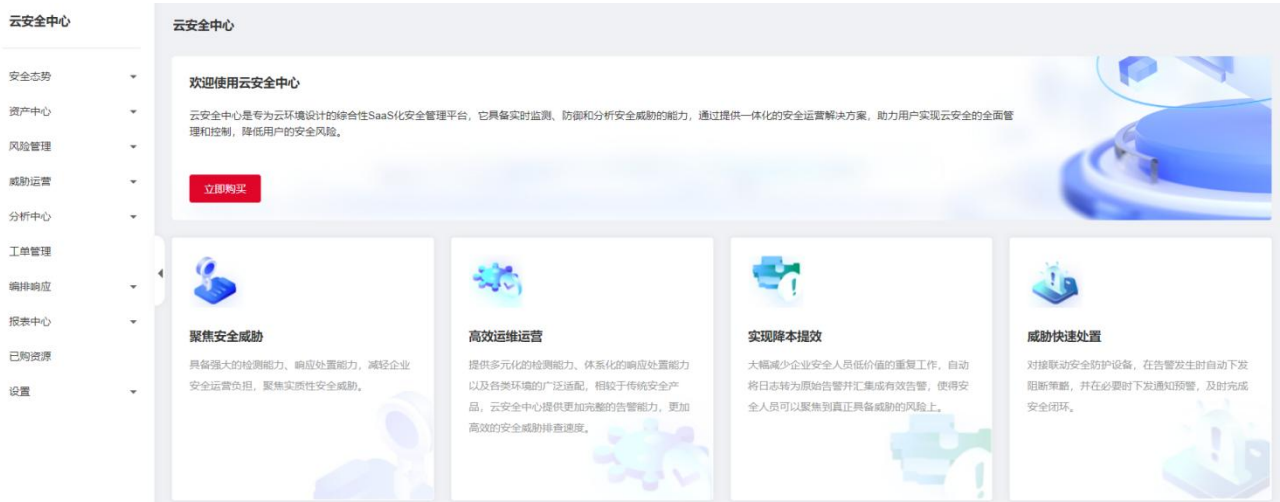 云安全中心
安全态势
资产中心
风险管理
威胁运营
分析中心
工单管理
编排响应
报表中心
已购资源
设置
云安全中心
欢迎使用云安全中心
云安全中心是专为云环境设计的综合性SaaS化安全管理平台，它具备实时监测、防御和分析安全威胁的能力，通过提供一体化的安全运营解决方案，助力用户实现云安全的全面管
理和控制，降低用户的安全风险。
立即购买
聚焦安全威胁
具备强大的检测能力、响应处置能力，减轻企业
安全运营负担，聚焦实质性安全威胁。
高效运维运营
提供多元化的检测能力、体系化的响应处置能力
以及各类环境的广泛适配，相较于传统安全产
品，云安全中心提供更加完整的告警能力，更加
高效的安全威胁排查速度。
实现降本提效
大幅减少企业安全人员低价值的重复工作，自动
将日志转为原始告警并汇集成有效告警，使得安
全人员可以聚焦到真正具备威胁的风险上。
威胁快速处置
对接联动安全防护设备，在告警发生时自动下发
阻断策略，并在必要时下发通知预警，及时完成
安全闭环。